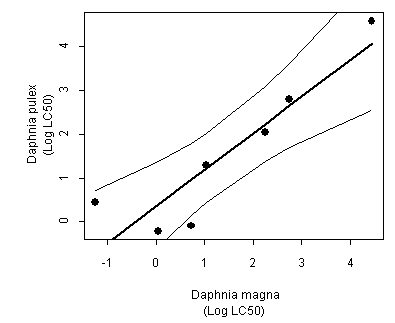 Daphnia pulex
(Log LC50)
4
3
2
1
0
-1 0 1 2 3 4
Daphnia magna
(Log LC50)